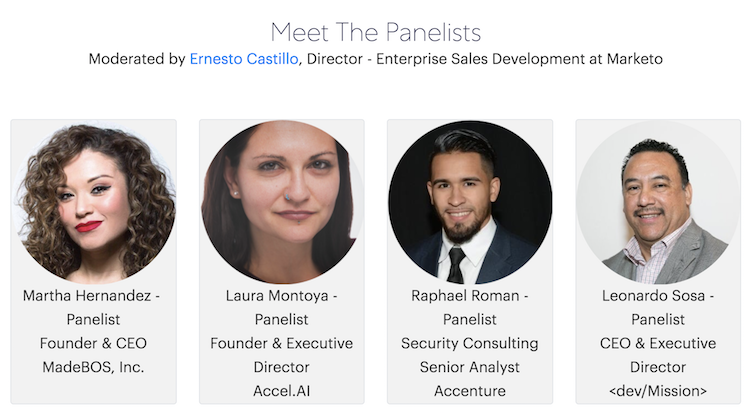 Meet The Panelists
Moderated by Ernesto Castillo, Director - Enterprise Sales Development at Marketo
Martha Hernandez -
Panelist
Founder & CEO
MadeBOS, Inc.
Laura Montoya -
Panelist
Founder & Executive
Director
Accel.AI
Raphael Roman -
Panelist
Security Consulting
Senior Analyst
Accenture
Leonardo Sosa -
Panelist
CEO & Executive
Director
<dev/Mission>